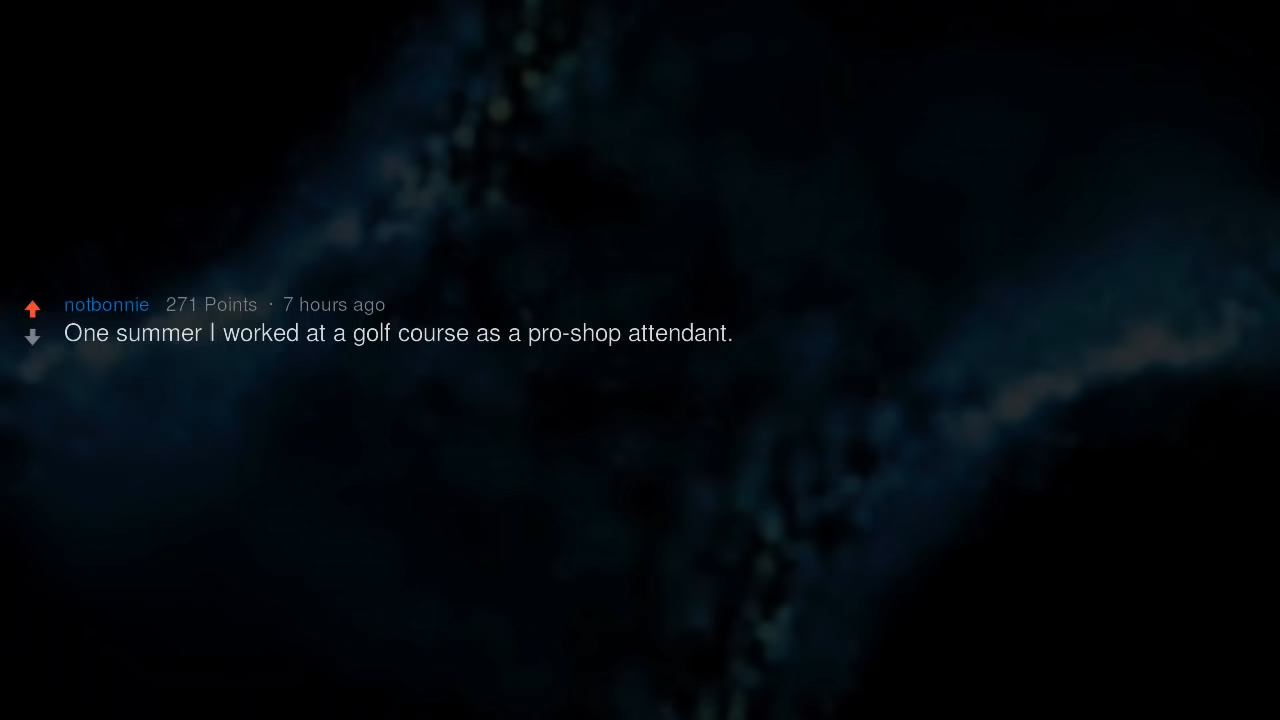 notbonnie 271 Points · 7 hours ago
One summer I worked at a golf course as a pro-shop attendant.